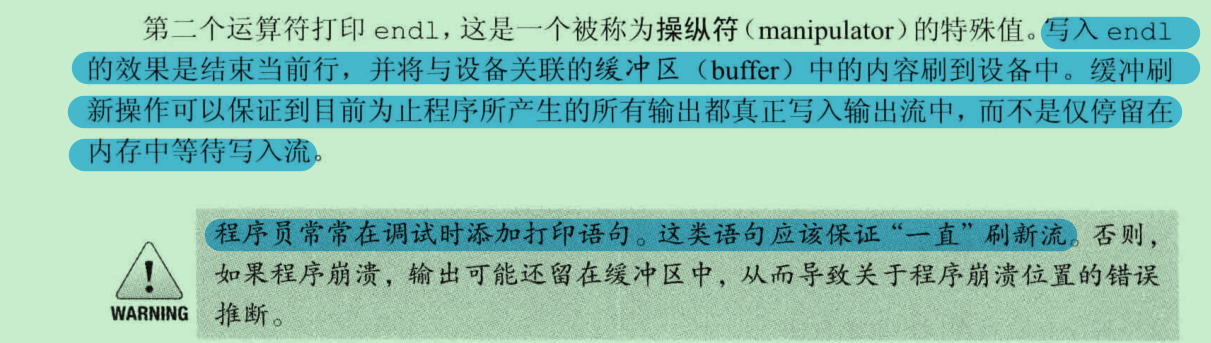 第二个运算符打印 endl，这是一个被称为操纵符（manipulator）的特殊值。写入 endl
的效果是结束当前行，并将与设备关联的缓冲区（buffer）中的内容刷到设备中。缓冲刷
新操作可以保证到目前为止程序所产生的所有输出都真正写入输出流中，而不是仅停留在
内存中等待写入流。
程序员常常在调试时添加打印语句。这类语句应该保证“一直”刷新流。否则，
如果程序崩溃，输出可能还留在缓冲区中，从而导致关于程序崩溃位置的错误
WARNING 推断。